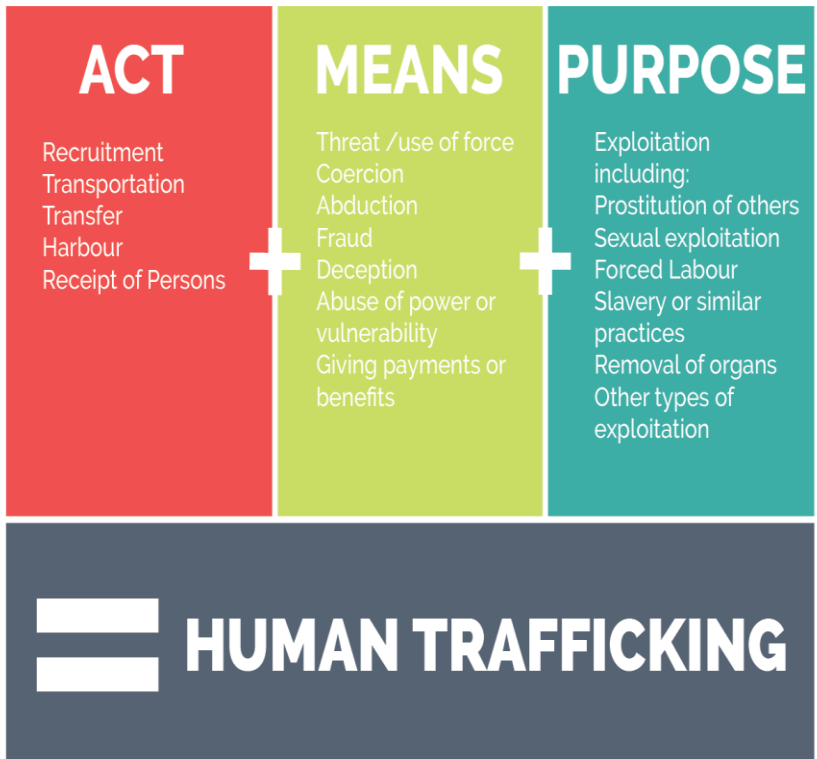 ACT
Recruitment
Transportation
Transfer
Harbour
Receipt of Persons
+
MEANS
Threat /use of force
Coercion
Abduction
Fraud
Deception
Abuse of power or
vulnerability
Giving payments or
benefits
+
PURPOSE
Exploitation
including:
Prostitution of others
Sexual exploitation
Forced Labour
Slavery or similar
practices
Removal of organs
Other types of
exploitation
= HUMAN TRAFFICKING